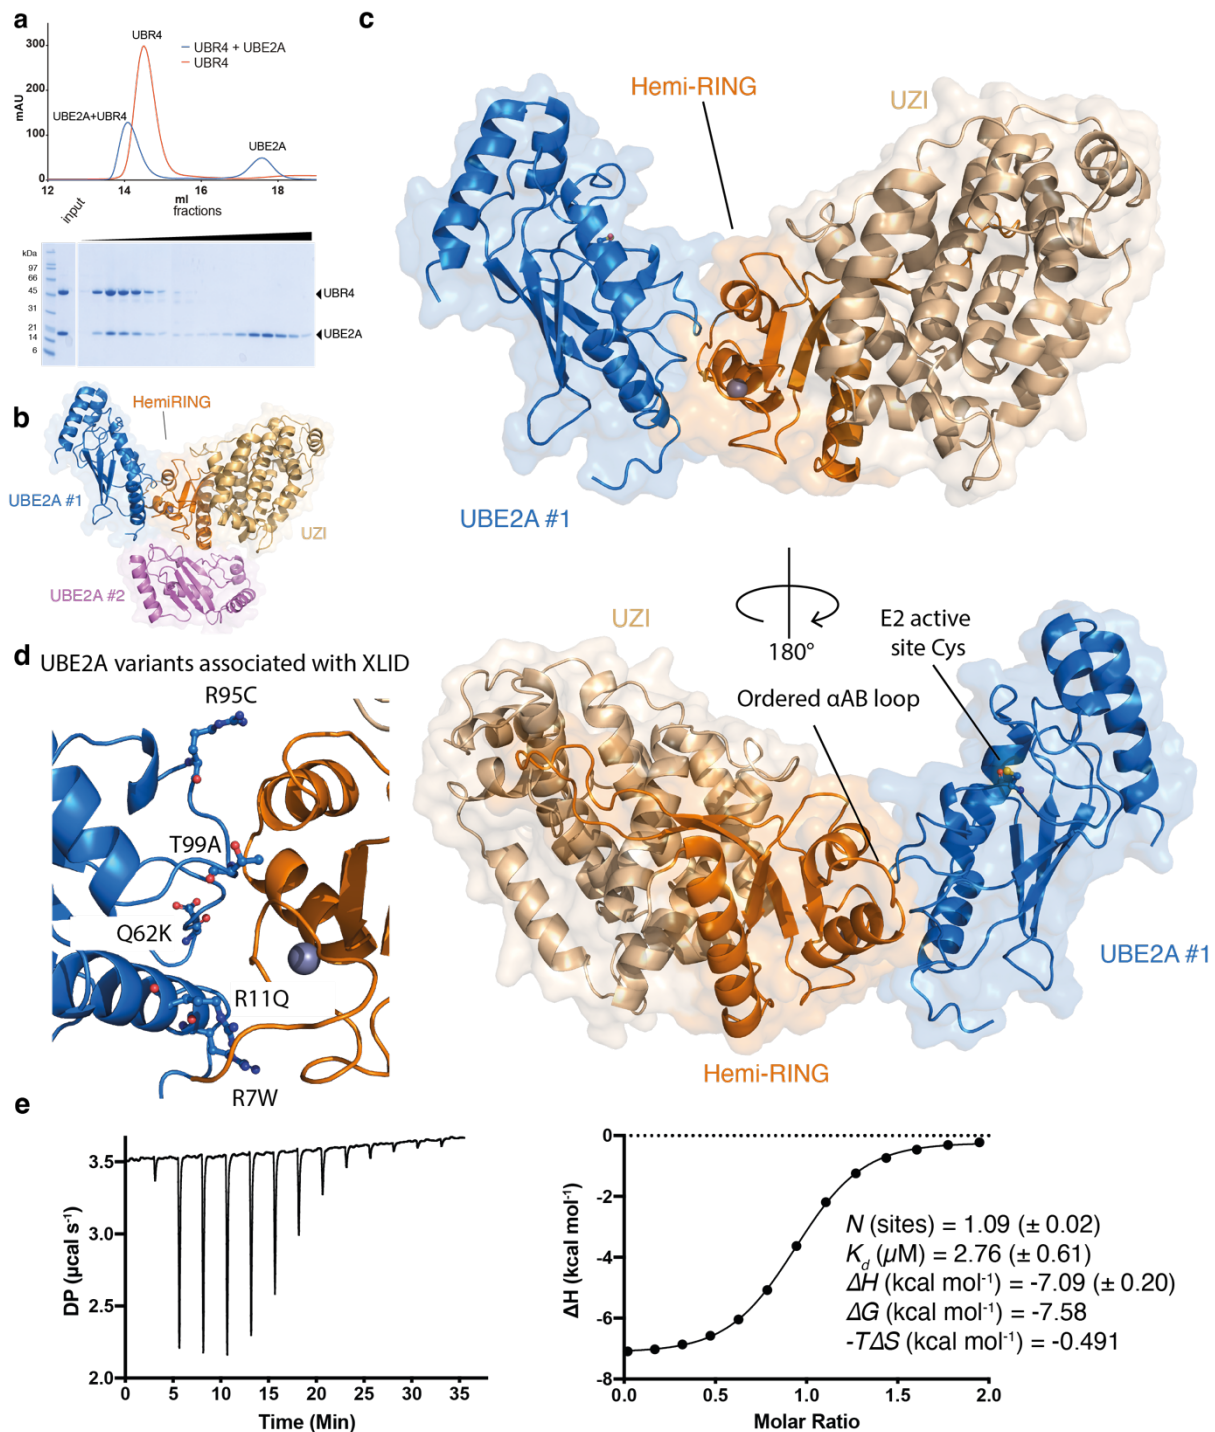 a
UBR4
UBR4 + UBE2A
UBR4
300
200
100
0
mAU
UBE2A+UBR4
UBE2A
12
14
16
18
ml
fractions
input
kDa
97
66
45
31
21
14
6
UBR4
UBE2A
b
HemiRING
UBE2A #1
UZI
UBE2A #2
c
Hemi-RING
UZI
UBE2A #1
180°
UZI
E2 active
site Cys
Ordered αAB loop
UBE2A #1
Hemi-RING
d
UBE2A variants associated with XLID
R95C
T99A
Q62K
R11Q
R7W
e
3.5
3.0
2.5
2.0
DP (µcal s⁻¹)
0
5
10
15
20
25
30
35
Time (Min)
0
-2
-4
-6
-8
ΔH (kcal mol⁻¹)
N (sites) = 1.09 (± 0.02)
K_d (µM) = 2.76 (± 0.61)
ΔH (kcal mol⁻¹) = -7.09 (± 0.20)
ΔG (kcal mol⁻¹) = -7.58
-TΔS (kcal mol⁻¹) = -0.491
0.0
0.5
1.0
1.5
2.0
Molar Ratio